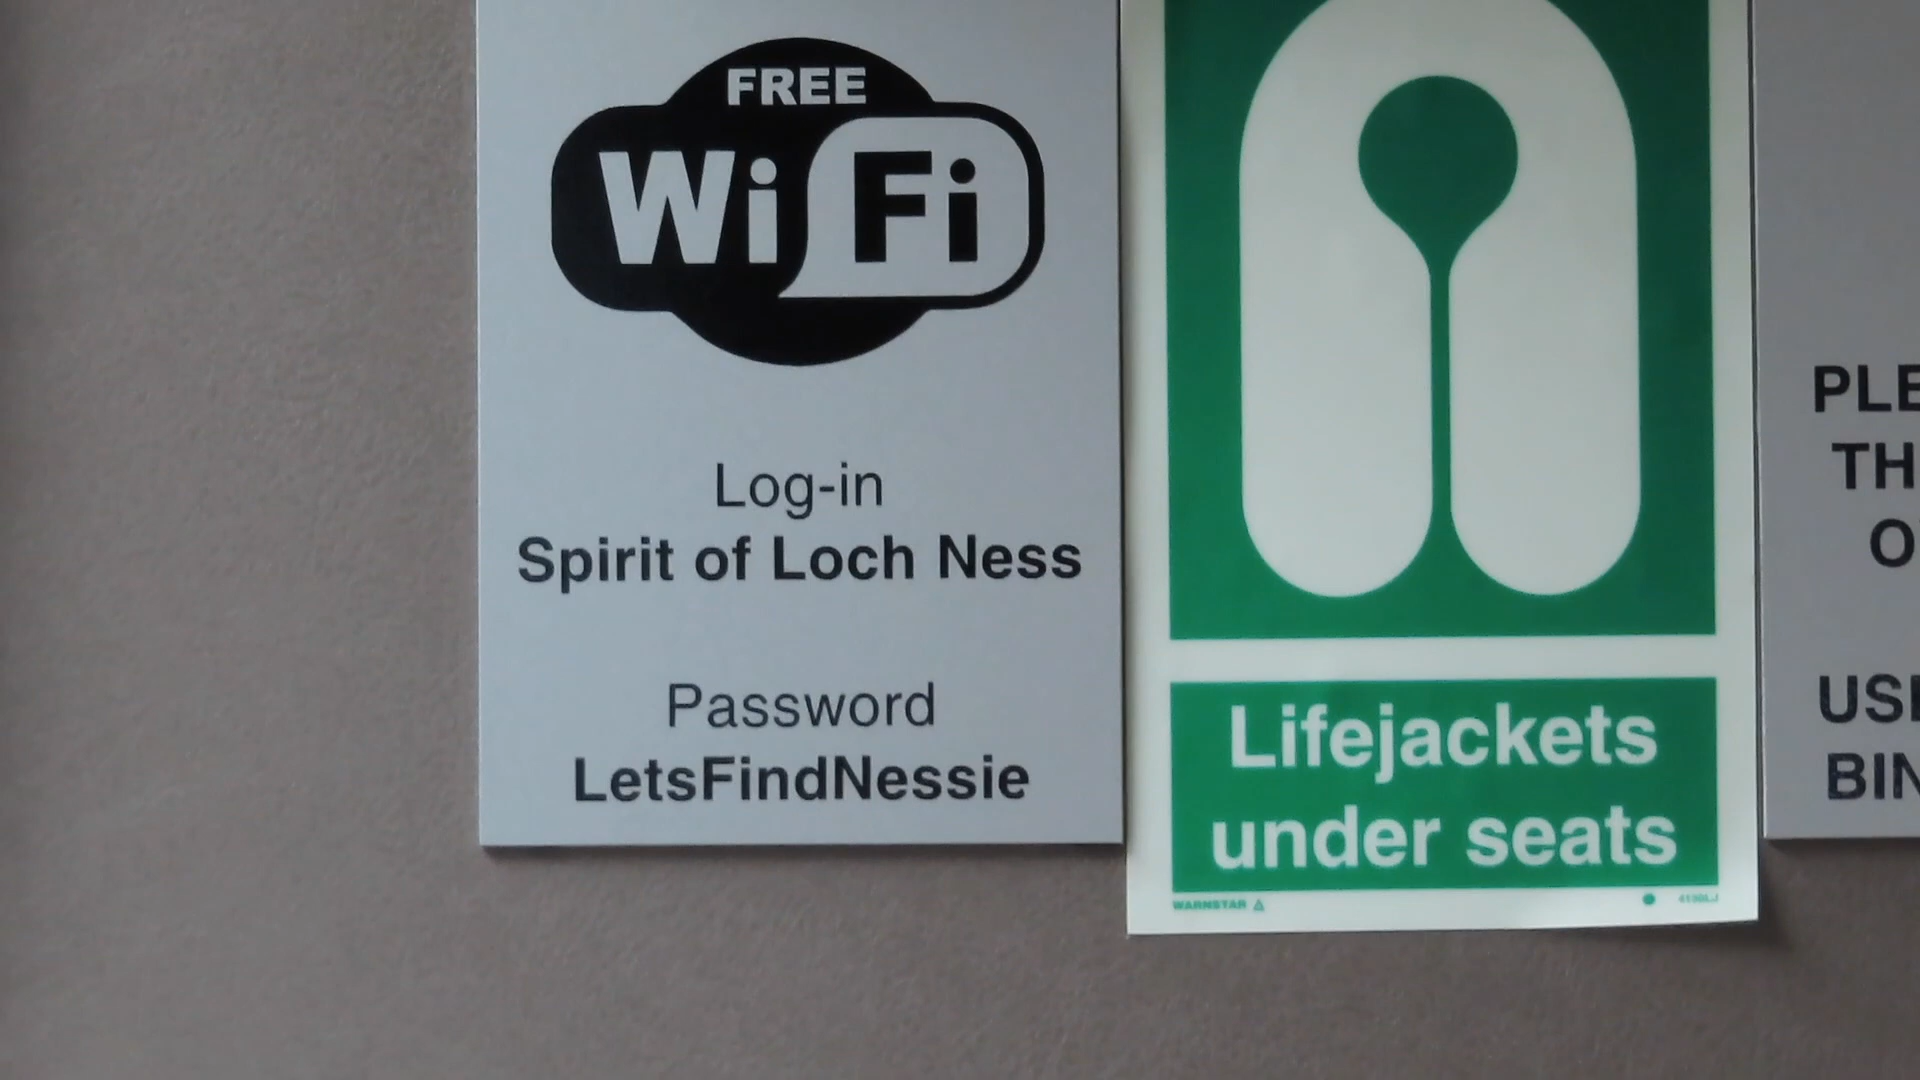 FREE
Wi Fi
Log-in
Spirit of Loch Ness
Password
LetsFindNessie
Lifejackets
under seats
WARNSTAR
PLE
TH
O
USE
BIN